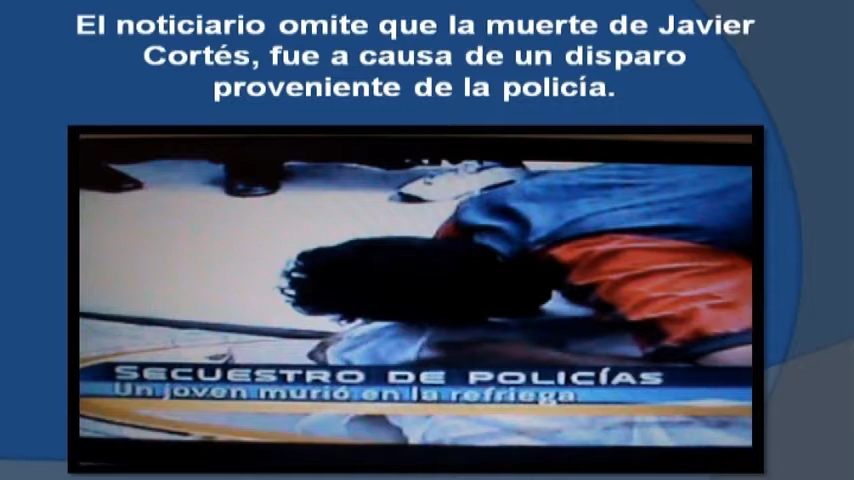 El noticiario omite que la muerte de Javier
Cortés, fue a causa de un disparo
proveniente de la policía.
SECUESTRO DE POLICÍAS
Un joven murió en la refriega